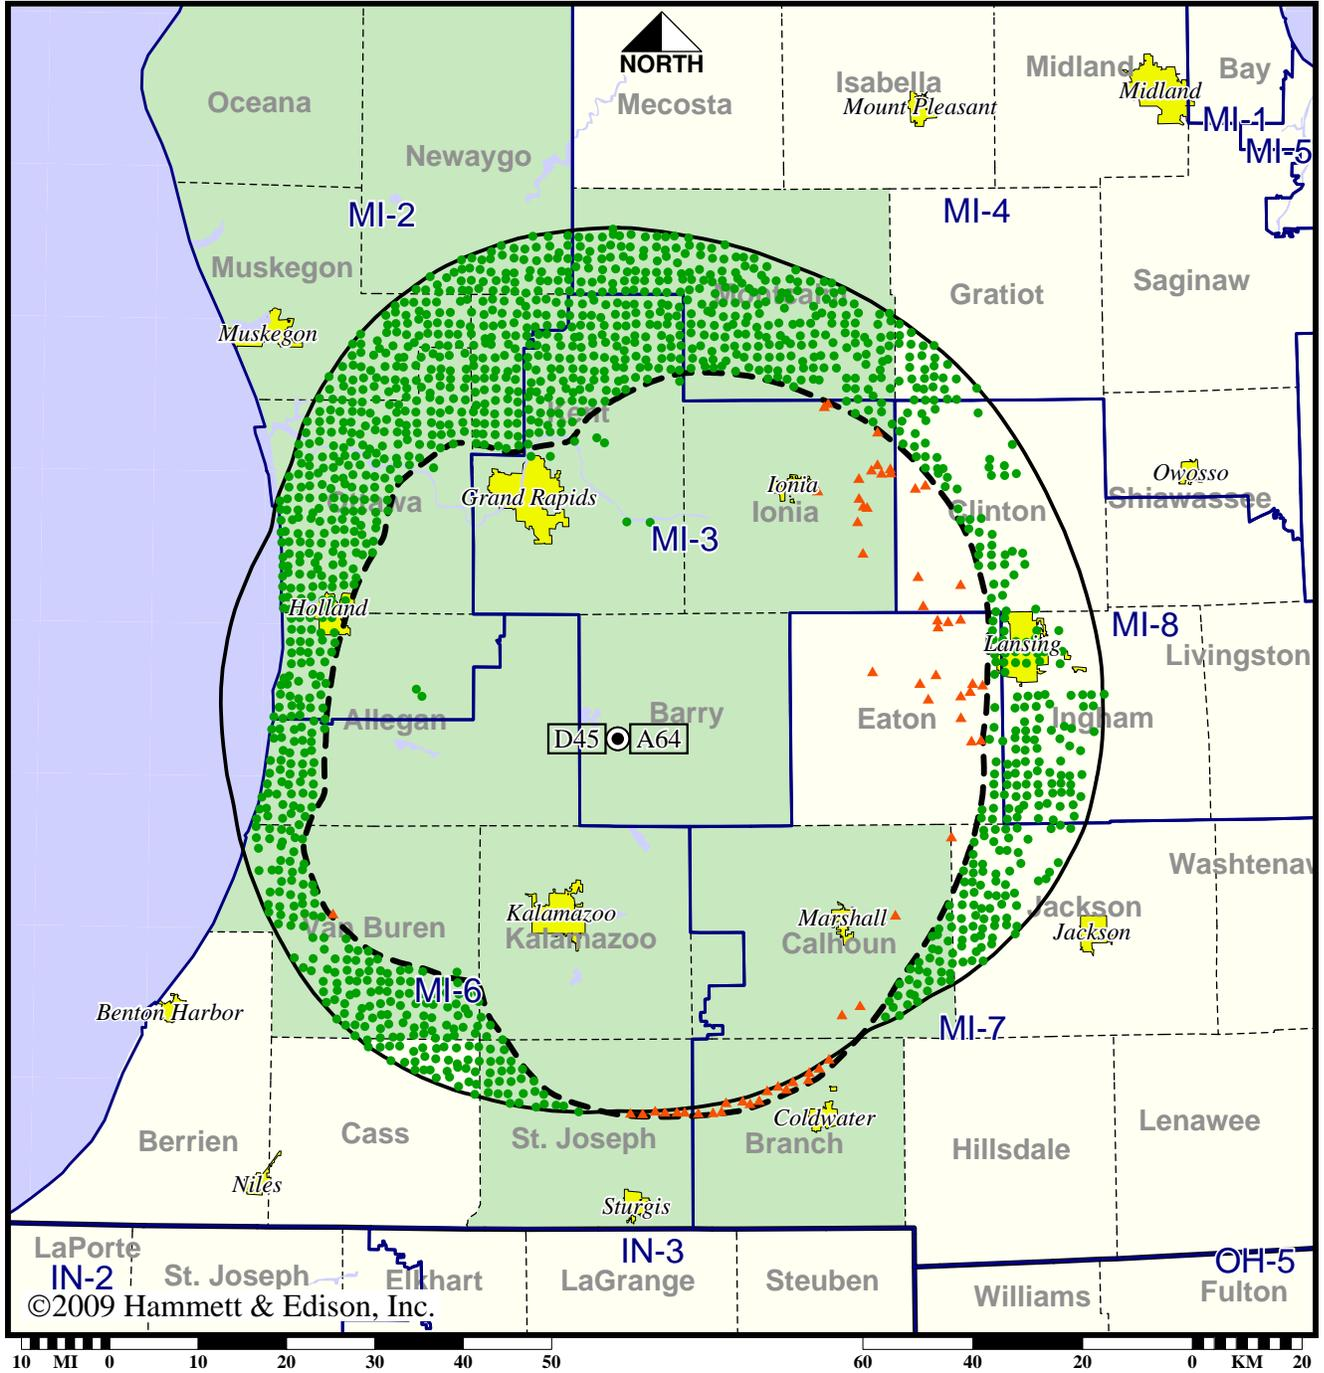 NORTH
Oceana
Mecosta
Isabella
Mount Pleasant
Midland
Midland
Bay
MI-1
MI-5
Newaygo
MI-2
MI-4
Muskegon
Muskegon
Montcalm
Gratiot
Saginaw
Kent
Ottawa
Grand Rapids
Ionia
Ionia
Clinton
Owosso
Shiawassee
MI-3
Holland
Lansing
MI-8
Livingston
Allegan
Barry
Eaton
Ingham
D45
A64
Washtenaw
Van Buren
Kalamazoo
Kalamazoo
Marshall
Calhoun
Jackson
Jackson
MI-6
Benton Harbor
MI-7
Berrien
Cass
St. Joseph
Coldwater
Branch
Hillsdale
Lenawee
Niles
Sturgis
LaPorte
IN-2
St. Joseph
Elkhart
IN-3
LaGrange
Steuben
Williams
OH-5
Fulton
©2009 Hammett & Edison, Inc.
10 MI 0 10 20 30 40 50 60 40 20 0 KM 20